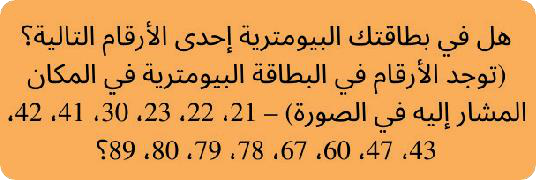 هل في بطاقتك البيومترية إحدى الأرقام التالية؟
(توجد الأرقام في البطاقة البيومترية في المكان
المشار إليه في الصورة) – 21، 22، 23، 30، 41، 42،
43، 47، 60، 67، 78، 79، 80، 89؟